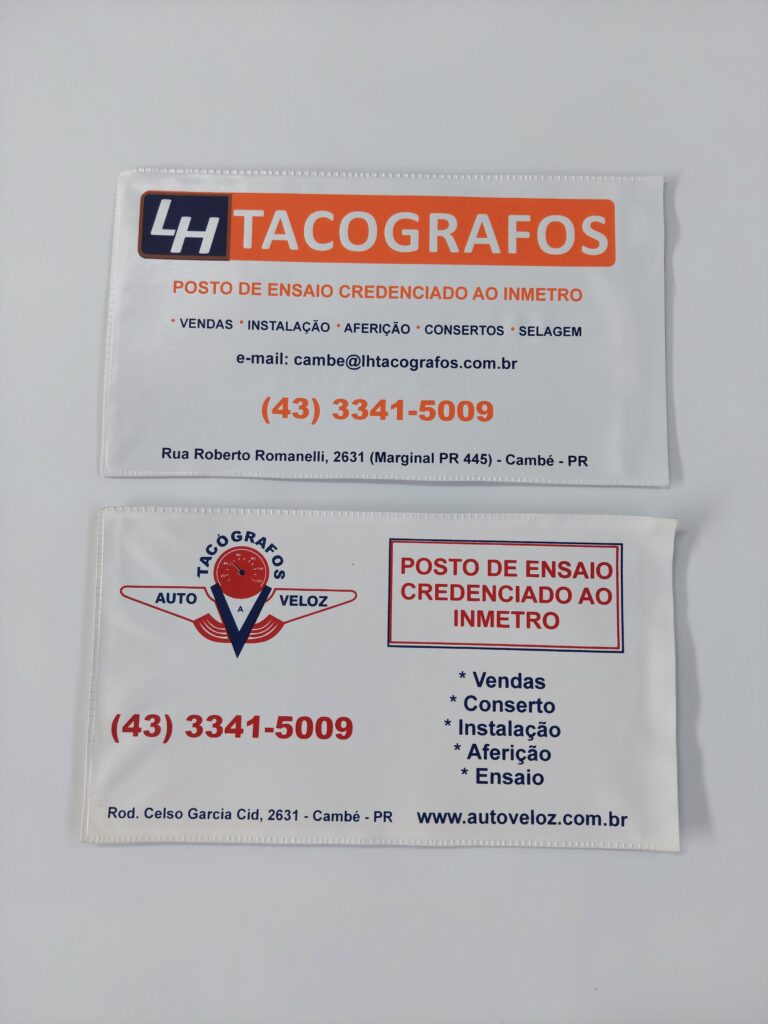 LH TACOGRAFOS
POSTO DE ENSAIO CREDENCIADO AO INMETRO
* VENDAS * INSTALAÇÃO * AFERIÇÃO * CONSERTOS * SELAGEM
e-mail: cambe@lhtacografos.com.br
(43) 3341-5009
Rua Roberto Romanelli, 2631 (Marginal PR 445) - Cambé - PR
TACÓGRAFOS
AUTO A VELOZ
(43) 3341-5009
Rod. Celso Garcia Cid, 2631 - Cambé - PR
POSTO DE ENSAIO
CREDENCIADO AO
INMETRO
* Vendas
* Conserto
* Instalação
* Aferição
* Ensaio
www.autoveloz.com.br